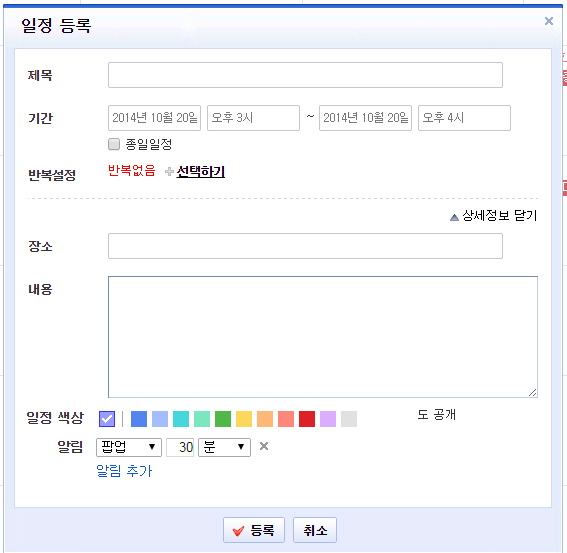 일정 등록
제목
기간 2014년 10월 20일 오후 3시 ~ 2014년 10월 20일 오후 4시
종일일정
반복설정 반복없음 선택하기
상세정보 닫기
장소
내용
일정 색상 도 공개
알림 팝업 30 분
알림 추가
등록 취소